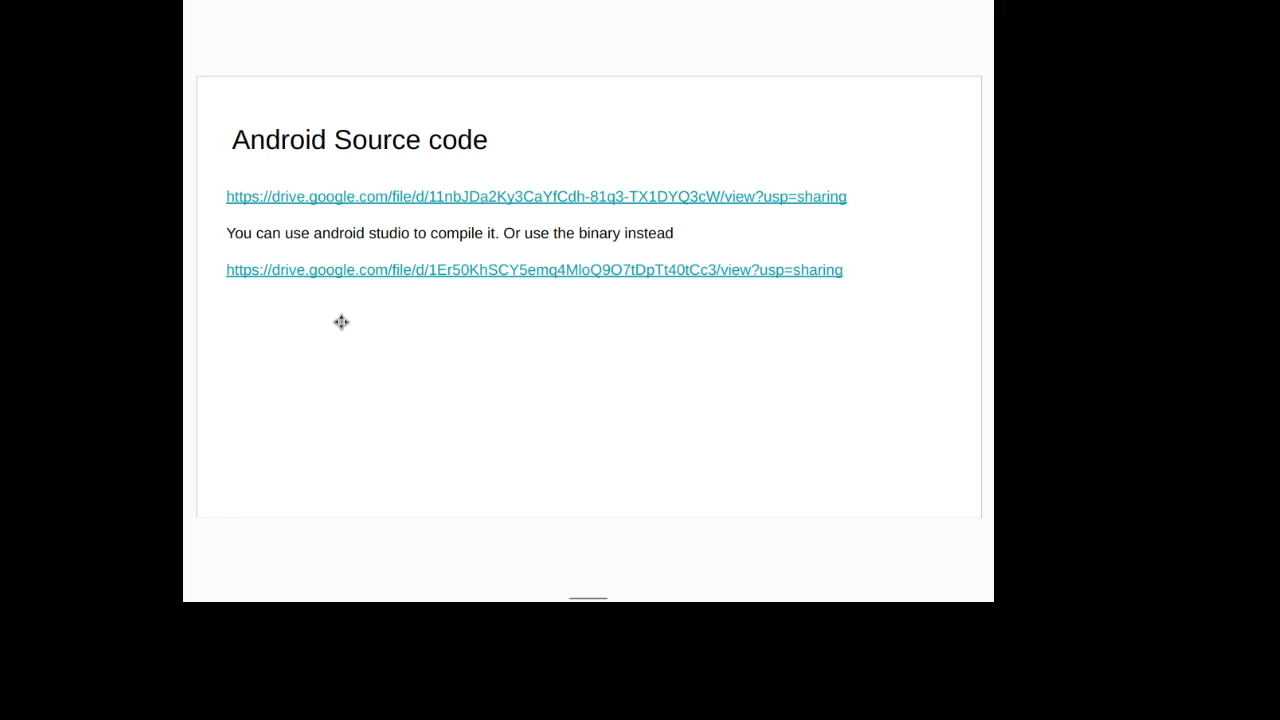 Android Source code
https://drive.google.com/file/d/11nbJDa2Ky3CaYfCdh-81q3-TX1DYQ3cW/view?usp=sharing
You can use android studio to compile it. Or use the binary instead
https://drive.google.com/file/d/1Er50KhSCY5emq4MloQ9O7tDpTt40tCc3/view?usp=sharing